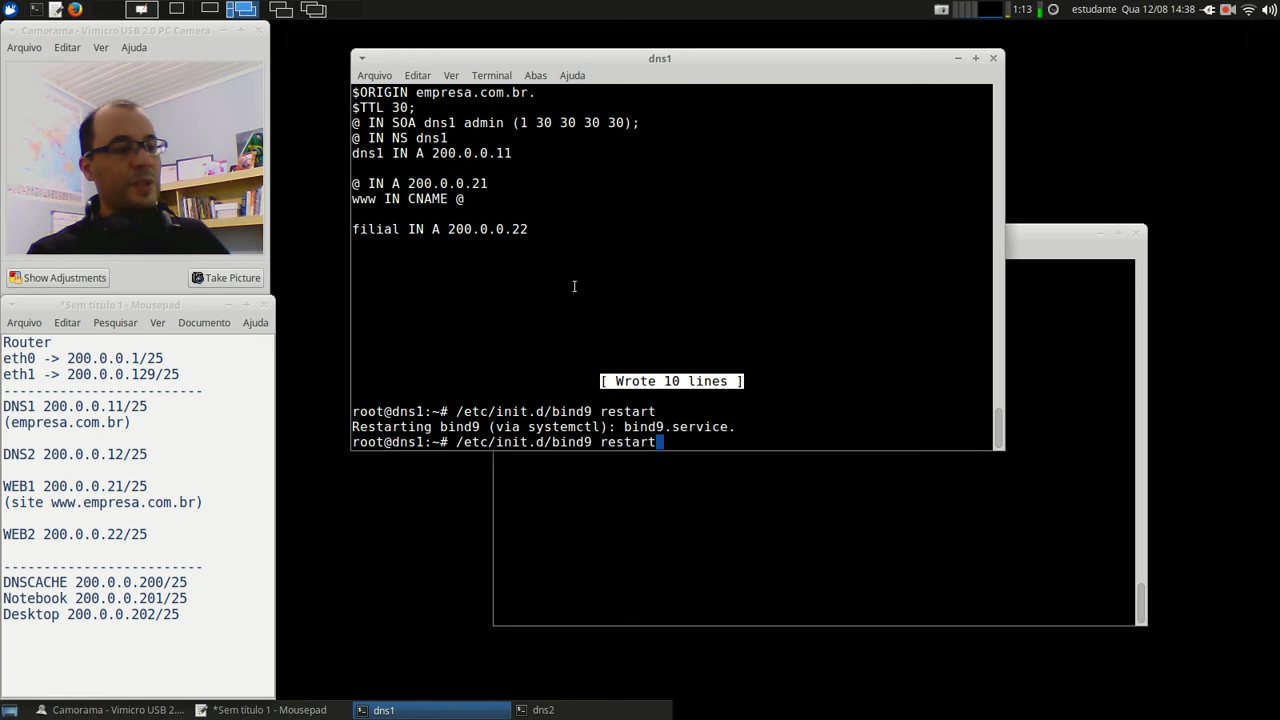 1:13
estudante
Qua 12/08 14:38
Camorama - Vimicro USB 2.0 PC Camera
Arquivo Editar Ver Ajuda
Show Adjustments
Take Picture
*Sem título 1 - Mousepad
Arquivo Editar Pesquisar Ver Documento Ajuda
Router
eth0 -> 200.0.0.1/25
eth1 -> 200.0.0.129/25
-------------------------
DNS1 200.0.0.11/25
(empresa.com.br)
DNS2 200.0.0.12/25
WEB1 200.0.0.21/25
(site www.empresa.com.br)
WEB2 200.0.0.22/25
-------------------------
DNSCACHE 200.0.0.200/25
Notebook 200.0.0.201/25
Desktop 200.0.0.202/25
dns1
Arquivo Editar Ver Terminal Abas Ajuda
$ORIGIN empresa.com.br.
$TTL 30;
@ IN SOA dns1 admin (1 30 30 30 30);
@ IN NS dns1
dns1 IN A 200.0.0.11
@ IN A 200.0.0.21
www IN CNAME @
filial IN A 200.0.0.22
[ Wrote 10 lines ]
root@dns1:~# /etc/init.d/bind9 restart
Restarting bind9 (via systemctl): bind9.service.
root@dns1:~# /etc/init.d/bind9 restart
Camorama - Vimicro USB 2....
*Sem título 1 - Mousepad
dns1
dns2